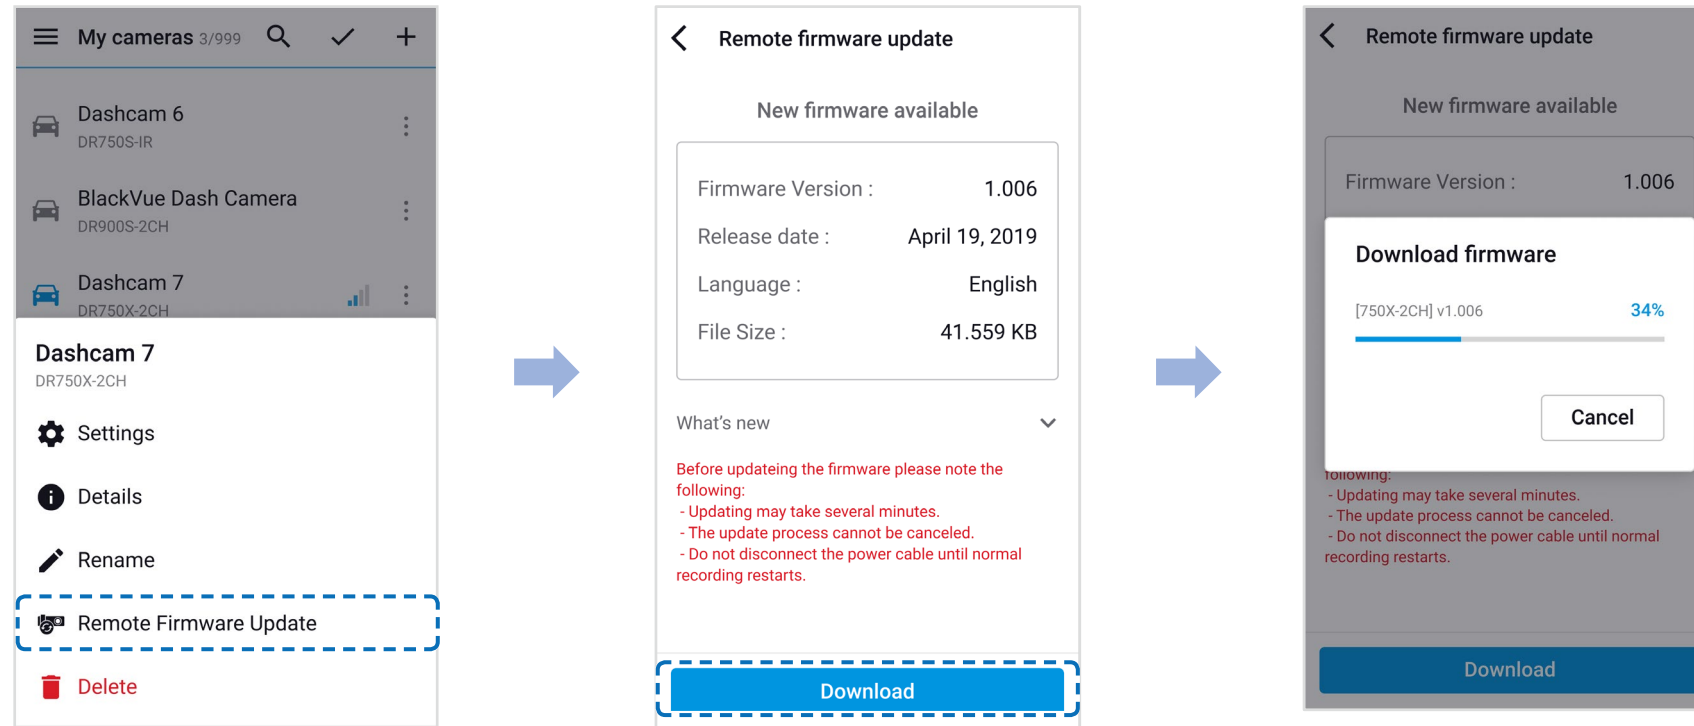 My cameras 3/999
Dashcam 6
DR750S-IR
BlackVue Dash Camera
DR900S-2CH
Dashcam 7
DR750X-2CH
Dashcam 7
DR750X-2CH
Settings
Details
Rename
Remote Firmware Update
Delete
Remote firmware update
New firmware available
Firmware Version : 1.006
Release date : April 19, 2019
Language : English
File Size : 41.559 KB
What's new
Before updateing the firmware please note the
following:
- Updating may take several minutes.
- The update process cannot be canceled.
- Do not disconnect the power cable until normal
recording restarts.
Download
Remote firmware update
New firmware available
Firmware Version : 1.006
Download firmware
[750X-2CH] v1.006 34%
Cancel
following:
- Updating may take several minutes.
- The update process cannot be canceled.
- Do not disconnect the power cable until normal
recording restarts.
Download